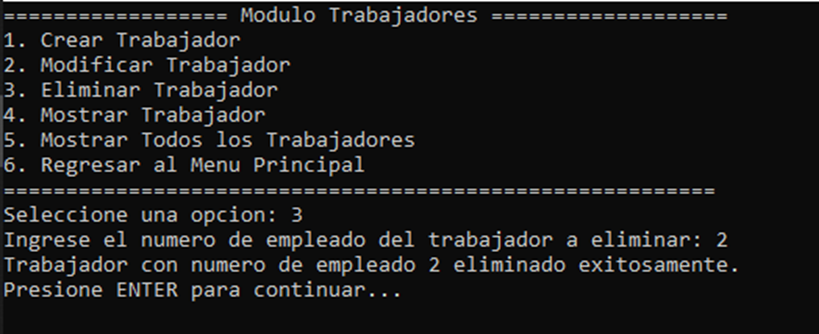 ================== Modulo Trabajadores ===================
1. Crear Trabajador
2. Modificar Trabajador
3. Eliminar Trabajador
4. Mostrar Trabajador
5. Mostrar Todos los Trabajadores
6. Regresar al Menu Principal
=========================================================
Seleccione una opcion: 3
Ingrese el numero de empleado del trabajador a eliminar: 2
Trabajador con numero de empleado 2 eliminado exitosamente.
Presione ENTER para continuar...